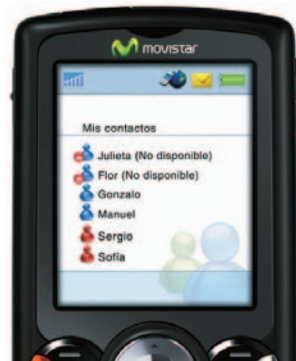 movistar
Mis contactos
Julieta (No disponible)
Flor (No disponible)
Gonzalo
Manuel
Sergio
Sofía